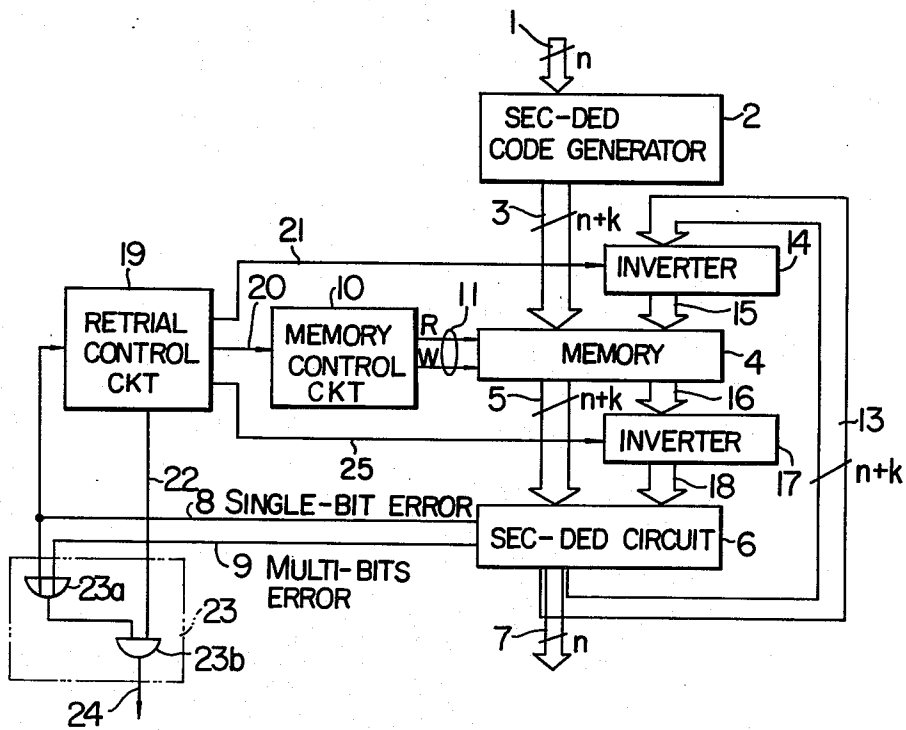 1
n
SEC-DED
CODE GENERATOR
2
3
n+k
21
19
20
10
11
INVERTER
14
15
RETRIAL
CONTROL
CKT
MEMORY
CONTROL
CKT
R
W
MEMORY
4
5
n+k
16
13
INVERTER
17
n+k
25
22
18
8 SINGLE-BIT ERROR
SEC-DED CIRCUIT
6
9 MULTI-BITS
ERROR
23a
23
23b
7
n
24